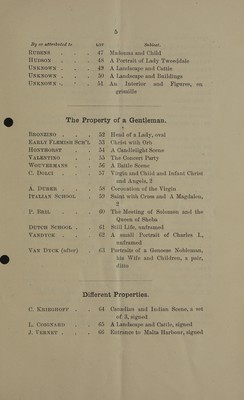 5
By or attributed to LOT Subject.
RUBENS . . . 47 Madonna and Child
HUDSON . . . 48 A Portrait of Lady Tweeddale
UNKNOWN . . . 49 A Landscape and Cattle
UNKNOWN . . . 50 A Landscape and Buildings
UNKNOWN . . . 51 An Interior and Figures, en
grisaille
The Property of a Gentleman.
BRONZINO . . . 52 Head of a Lady, oval
EARLY FLEMISH SCH'L 53 Christ with Orb
HONTHORST . . 54 A Candlelight Scene
VALENTINO . . 55 The Concert Party
WOUVERMANS . . 56 A Battle Scene
C. DOLCI . . . 57 Virgin and Child and Infant Christ
and Angels, 2
A. DURER . . . 58 Coronation of the Virgin
ITALIAN SCHOOL . 59 Saint with Cross and A Magdalen,
2
P. BRIL . . . 60 The Meeting of Solomon and the
Queen of Sheba
DUTCH SCHOOL . . 61 Still Life, unframed
VANDYCK . . . 62 A small Portrait of Charles I.,
unframed
VAN DYCK (after) . 63 Portraits of a Genoese Nobleman,
his Wife and Children, a pair,
ditto
Different Properties.
C. KRIEGHOFF . . 64 Canadian and Indian Scene, a set
of 3, signed
L. COIGNARD . . 65 A Landscape and Cattle, signed
J. VERNET . . . 66 Entrance to Malta Harbour, signed